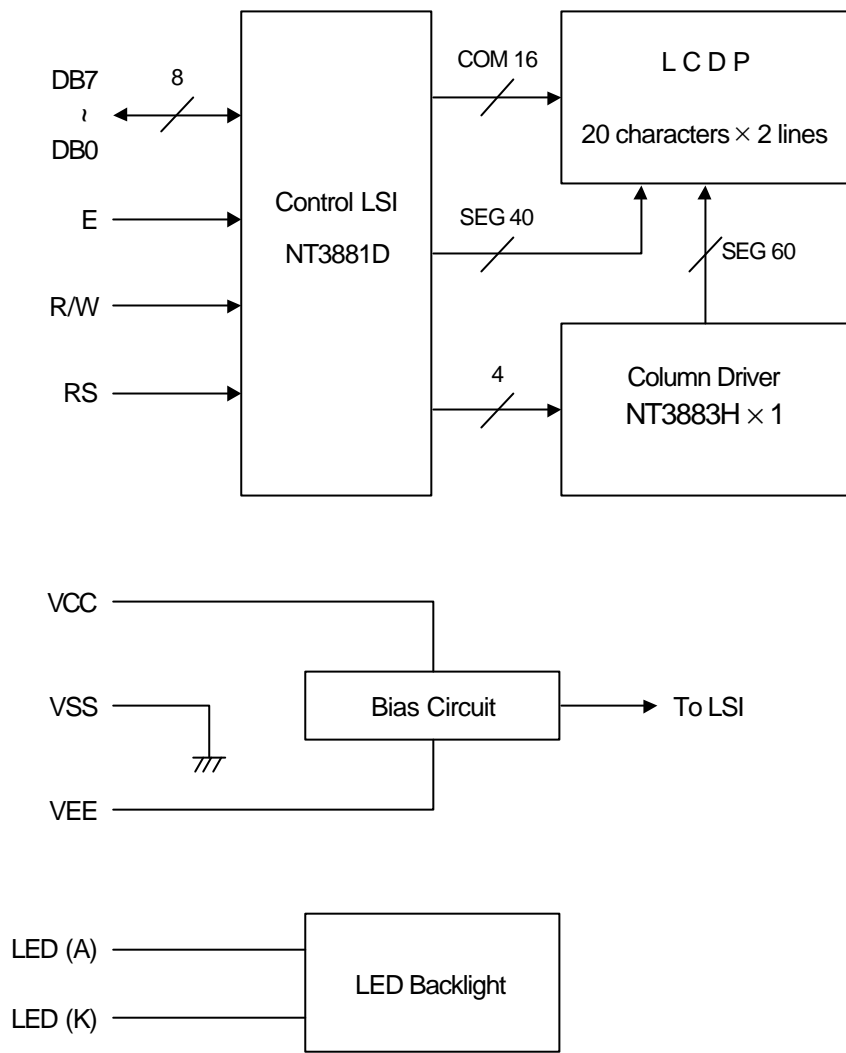 DB7
~
DB0
8
E
R/W
RS
Control LSI
NT3881D
COM 16
SEG 40
4
L C D P
20 characters × 2 lines
SEG 60
Column Driver
NT3883H × 1
VCC
VSS
VEE
Bias Circuit
To LSI
LED (A)
LED (K)
LED Backlight